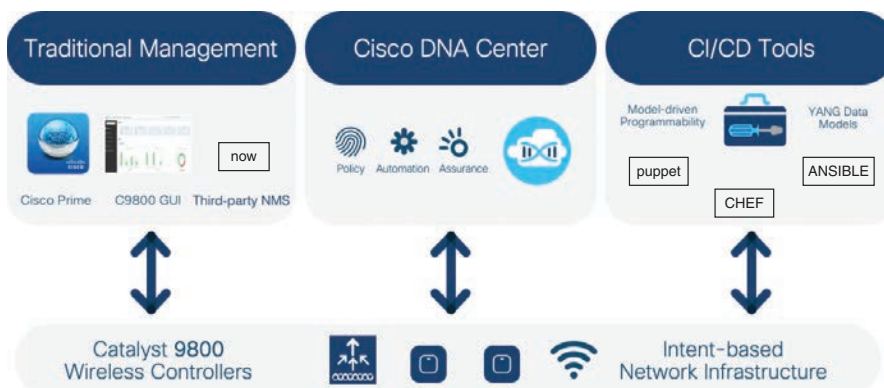 Traditional Management
now
Cisco Prime
C9800 GUI
Third-party NMS
Cisco DNA Center
Policy
Automation
Assurance
CI/CD Tools
Model-driven
Programmability
YANG Data
Models
puppet
CHEF
ANSIBLE
Catalyst 9800
Wireless Controllers
Intent-based
Network Infrastructure